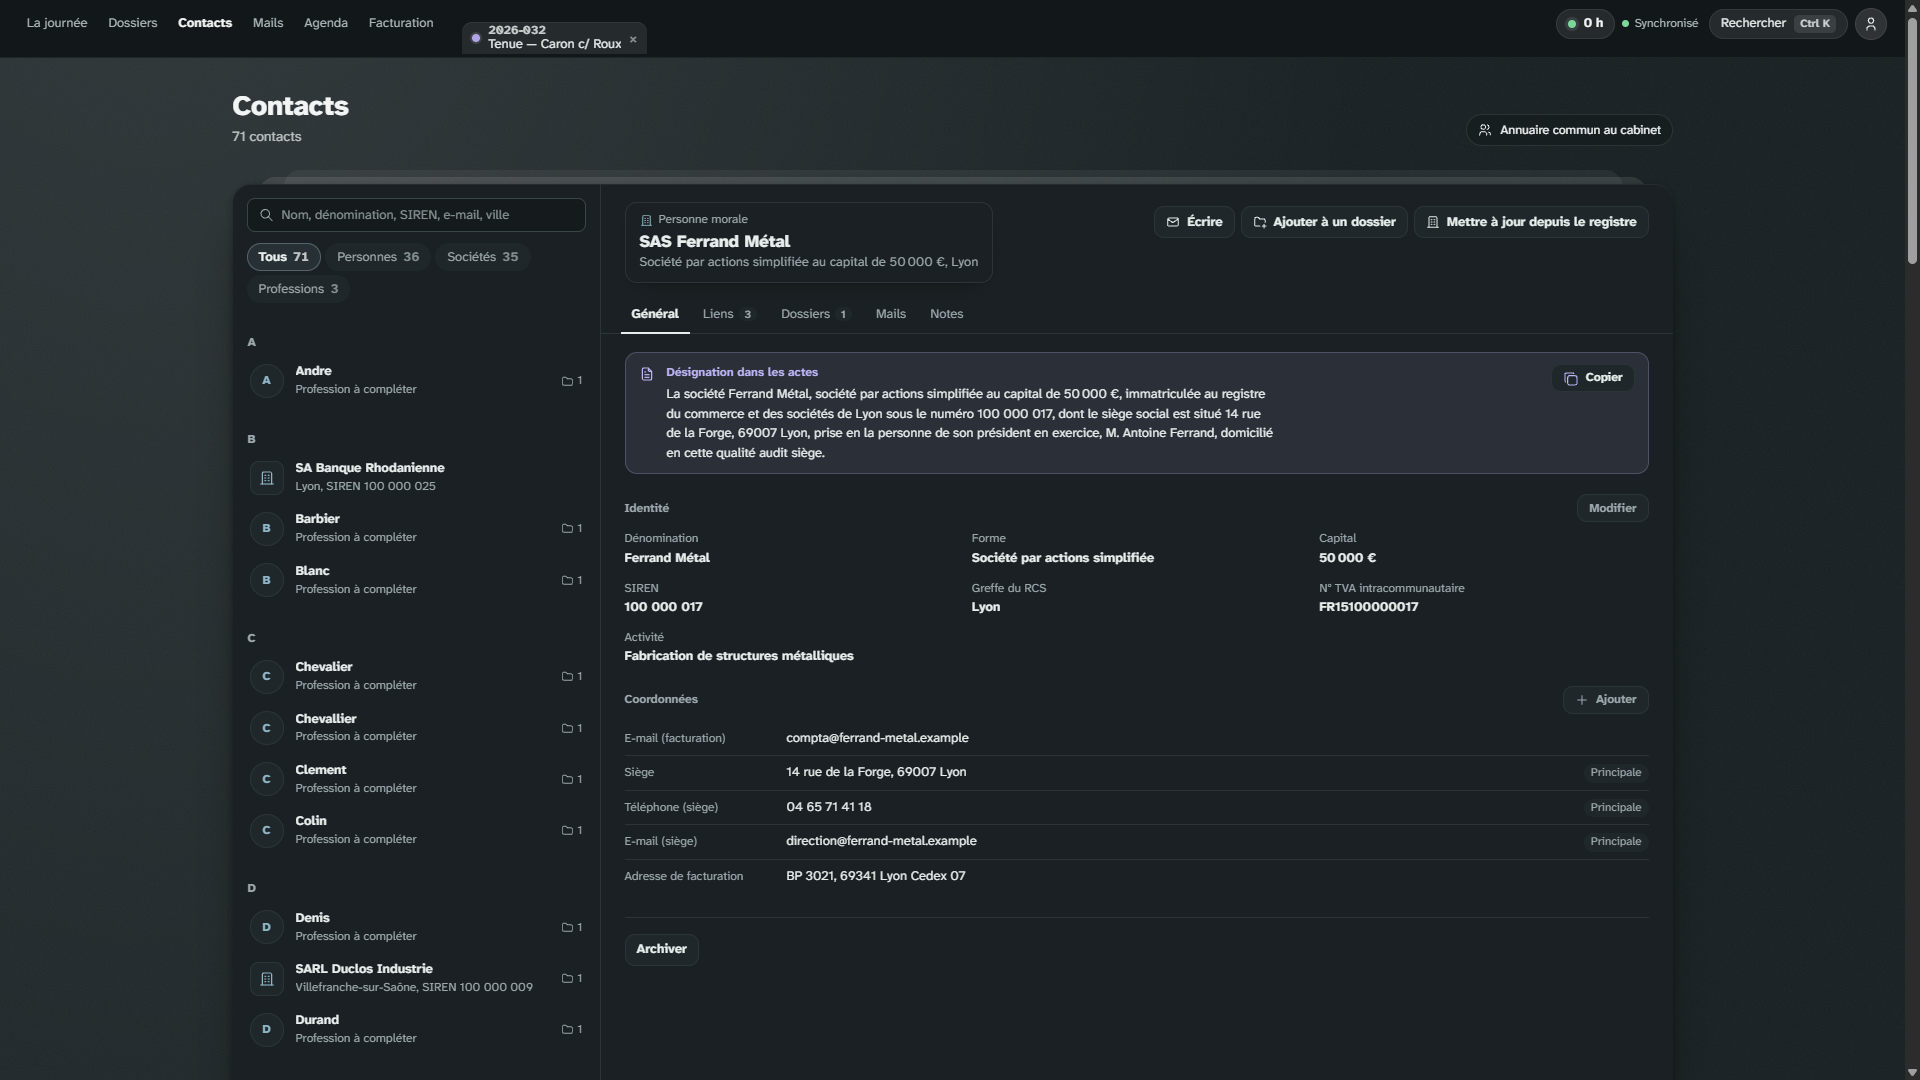 La journée
Dossiers
Contacts
Mails
Agenda
Facturation
2026-032
Tenue — Caron c/ Roux ×
0 h
Synchronisé
Rechercher Ctrl K
Contacts
71 contacts
Annuaire commun au cabinet
Nom, dénomination, SIREN, e-mail, ville
Tous 71
Personnes 36
Sociétés 35
Professions 3
A
A
Andre
Profession à compléter
1
B
SA Banque Rhodanienne
Lyon, SIREN 100 000 025
B
Barbier
Profession à compléter
1
B
Blanc
Profession à compléter
1
C
C
Chevalier
Profession à compléter
1
C
Chevallier
Profession à compléter
1
C
Clement
Profession à compléter
1
C
Colin
Profession à compléter
1
D
D
Denis
Profession à compléter
1
SARL Duclos Industrie
Villefranche-sur-Saône, SIREN 100 000 009
1
D
Durand
Profession à compléter
1
Personne morale
SAS Ferrand Métal
Société par actions simplifiée au capital de 50 000 €, Lyon
Écrire
Ajouter à un dossier
Mettre à jour depuis le registre
Général
Liens 3
Dossiers 1
Mails
Notes
Désignation dans les actes
La société Ferrand Métal, société par actions simplifiée au capital de 50 000 €, immatriculée au registre
du commerce et des sociétés de Lyon sous le numéro 100 000 017, dont le siège social est situé 14 rue
de la Forge, 69007 Lyon, prise en la personne de son président en exercice, M. Antoine Ferrand, domicilié
en cette qualité audit siège.
Copier
Identité
Modifier
Dénomination
Ferrand Métal
Forme
Société par actions simplifiée
Capital
50 000 €
SIREN
100 000 017
Greffe du RCS
Lyon
N° TVA intracommunautaire
FR15100000017
Activité
Fabrication de structures métalliques
Coordonnées
Ajouter
E-mail (facturation) compta@ferrand-metal.example
Siège 14 rue de la Forge, 69007 Lyon Principale
Téléphone (siège) 04 65 71 41 18 Principale
E-mail (siège) direction@ferrand-metal.example Principale
Adresse de facturation BP 3021, 69341 Lyon Cedex 07
Archiver